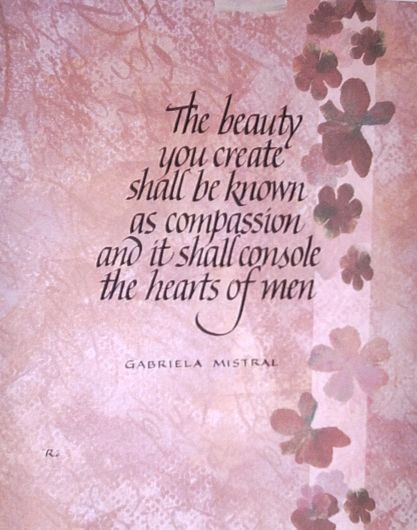 The beauty
you create
shall be known
as compassion
and it shall console
the hearts of men
GABRIELA MISTRAL
R.